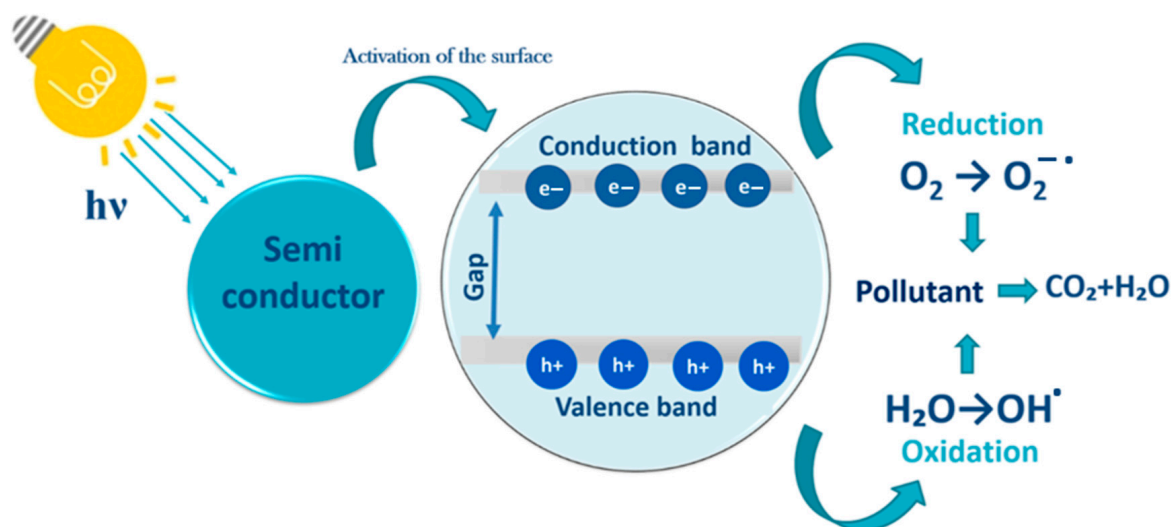 hν
Activation of the surface
Semi
conductor
Conduction band
e− e− e− e−
Gap
h+ h+ h+ h+
Valence band
Reduction
O₂ → O₂⁻˙
Pollutant → CO₂+H₂O
H₂O→OH˙
Oxidation